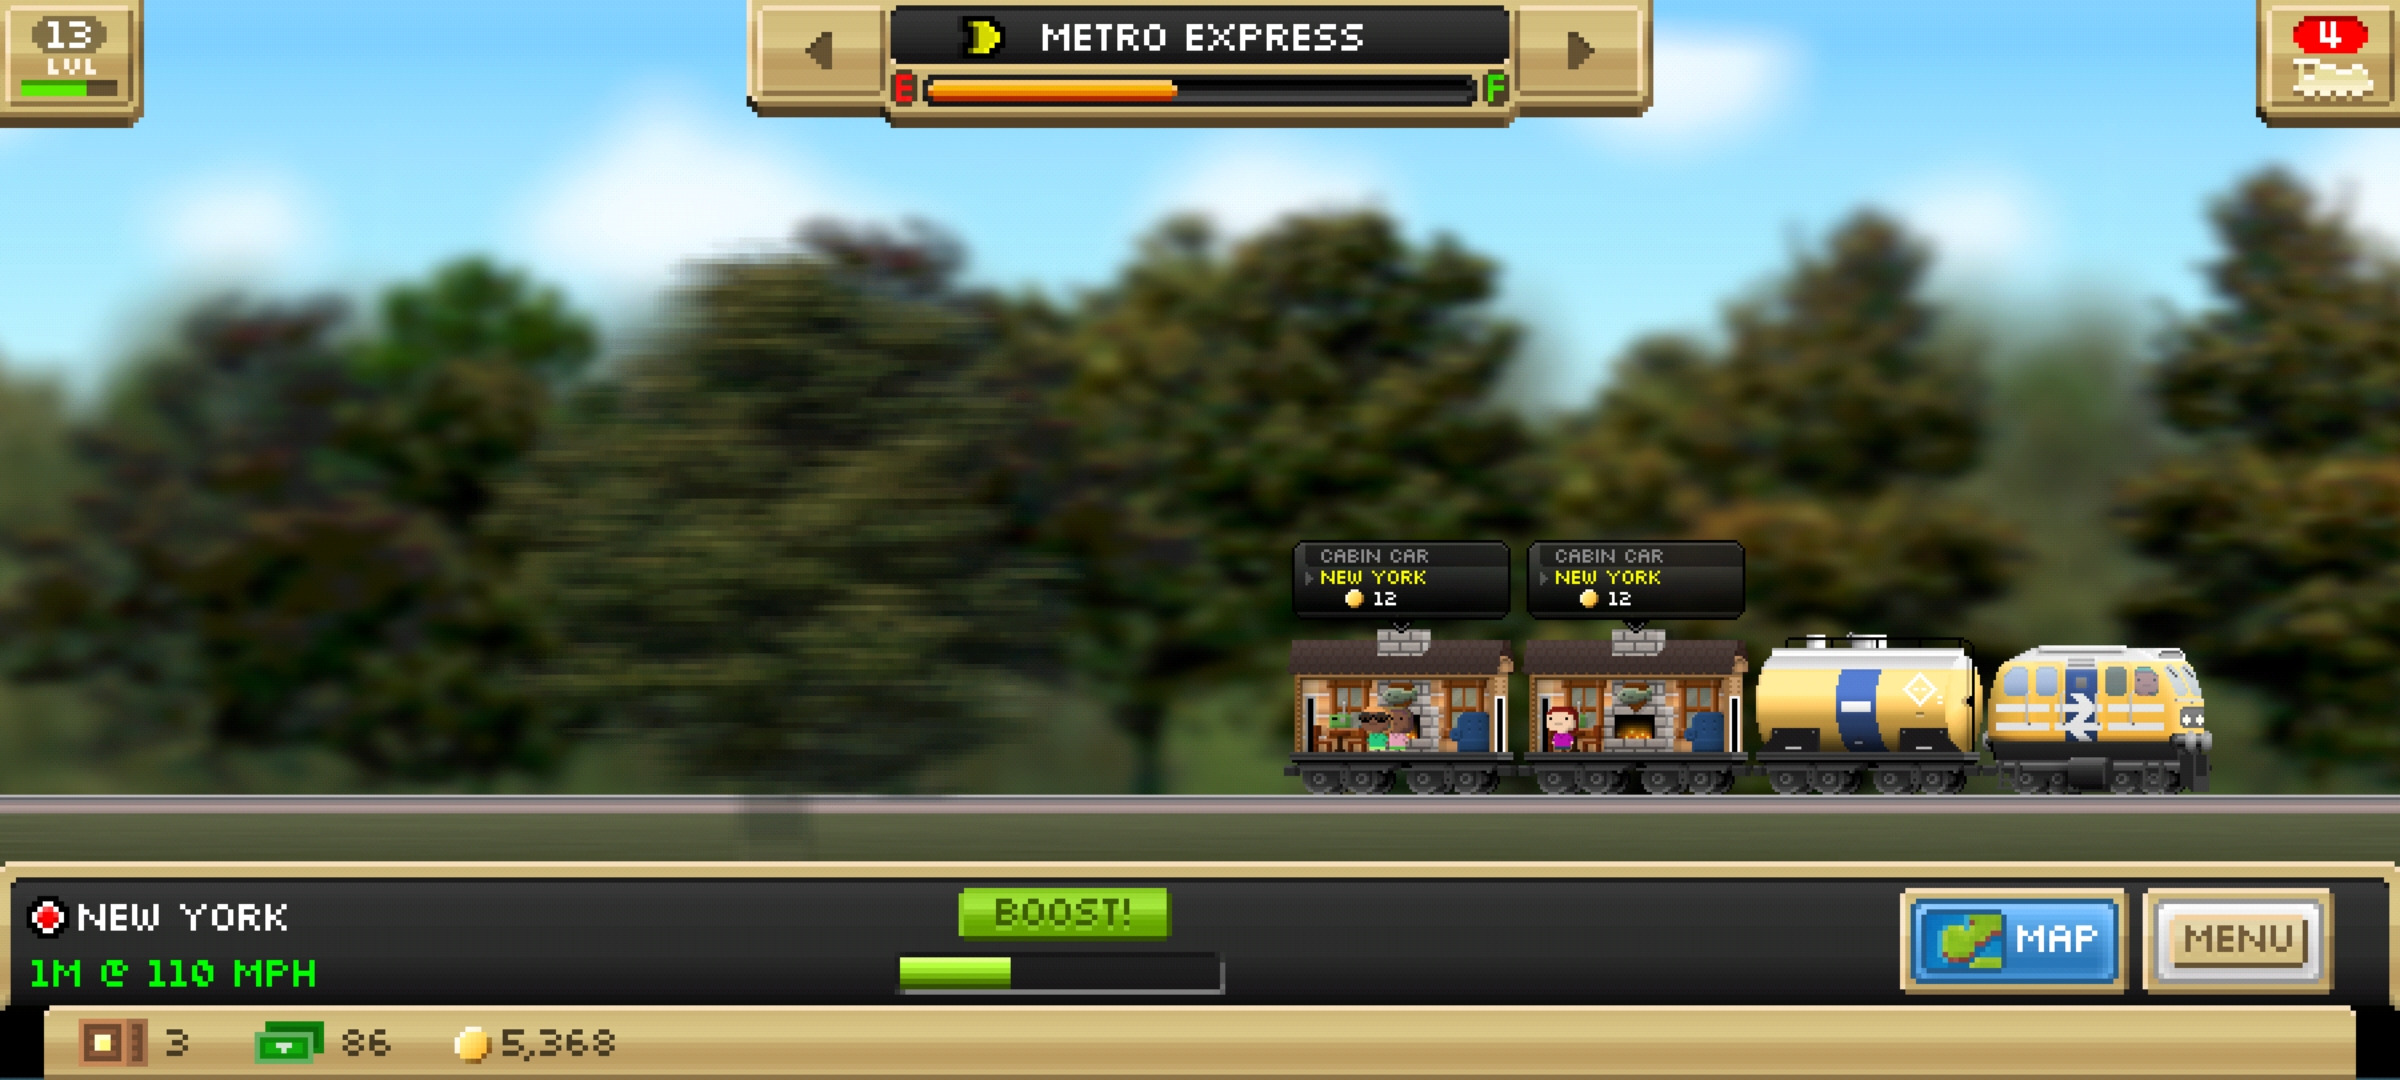 13
LVL
METRO EXPRESS
E F
4
CABIN CAR
NEW YORK
12
CABIN CAR
NEW YORK
12
NEW YORK
1M @ 110 MPH
BOOST!
MAP
MENU
3
86
5,368